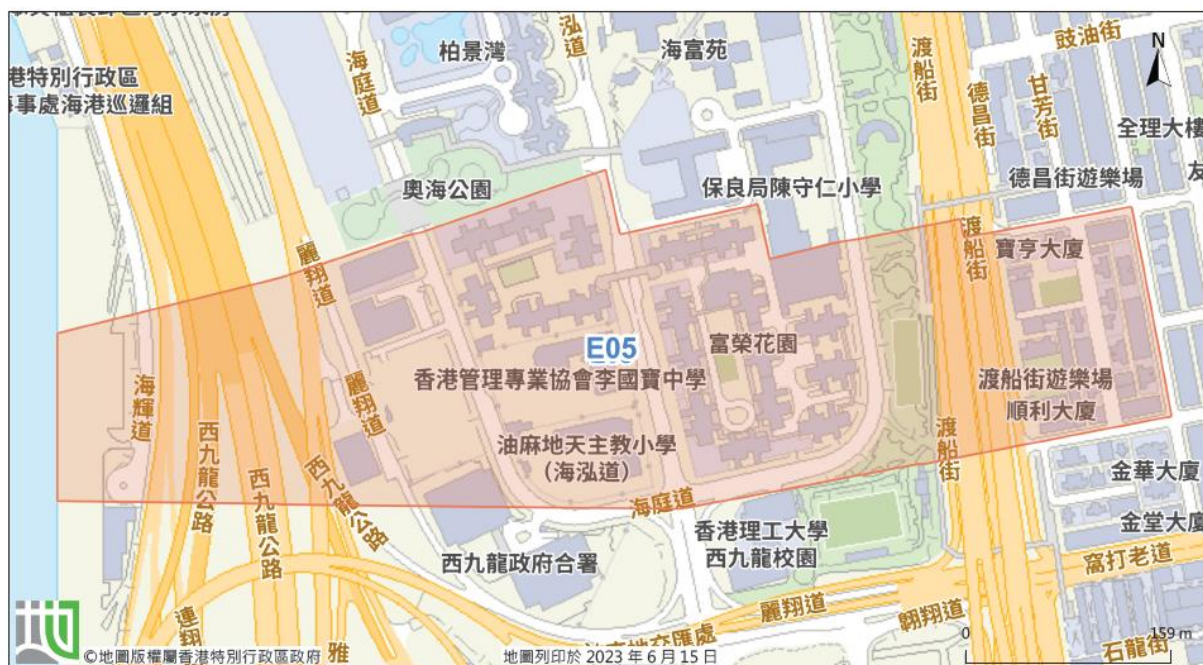 柏景灣
海富苑
豉油街
N
渡船街
海庭道
泓道
港特別行政區
事處海港巡邏組
德昌街
甘芳街
全理大樓
友
奧海公園
保良局陳守仁小學
德昌街遊樂場
麗翔道
渡船街
寶亨大廈
E05
富榮花園
香港管理專業協會李國寶中學
渡船街遊樂場
順利大廈
海輝道
麗翔道
西九龍公路
西九龍公路
西九龍公路
油麻地天主教小學
(海泓道)
海庭道
渡船街
金華大廈
金堂大廈
香港理工大學
西九龍校園
西九龍政府合署
窩打老道
麗翔道
翱翔道
連翔
雅
0
159 m
石龍街
©地圖版權屬香港特別行政區政府
地圖列印於 2023 年 6 月 15 日